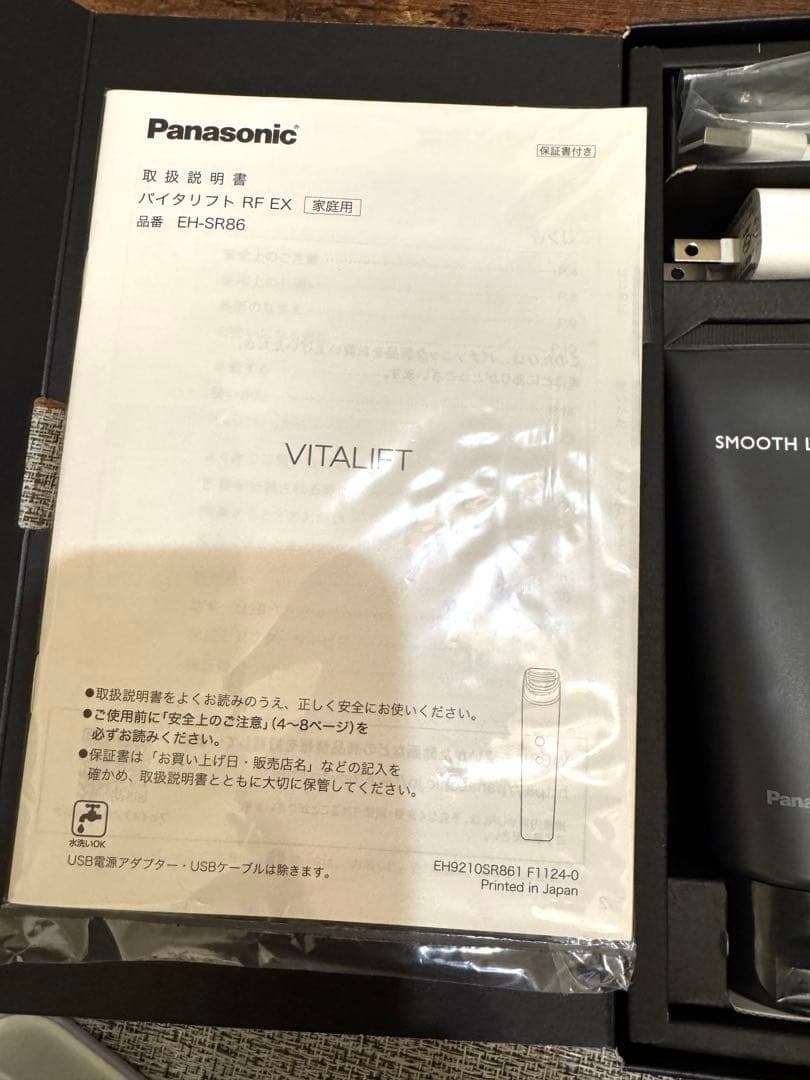 Panasonic
保証書付き
取扱説明書
バイタリフト RF EX 家庭用
品番 EH-SR86
VITALIFT
SMOOTH
●取扱説明書をよくお読みのうえ、正しく安全にお使いください。
●ご使用前に「安全上のご注意」(4～8ページ)を
必ずお読みください。
●保証書は「お買い上げ日・販売店名」などの記入を
確かめ、取扱説明書とともに大切に保管してください。
水洗いOK
USB電源アダプター・USBケーブルは除きます。
EH9210SR861 F1124-0
Printed in Japan
Pana